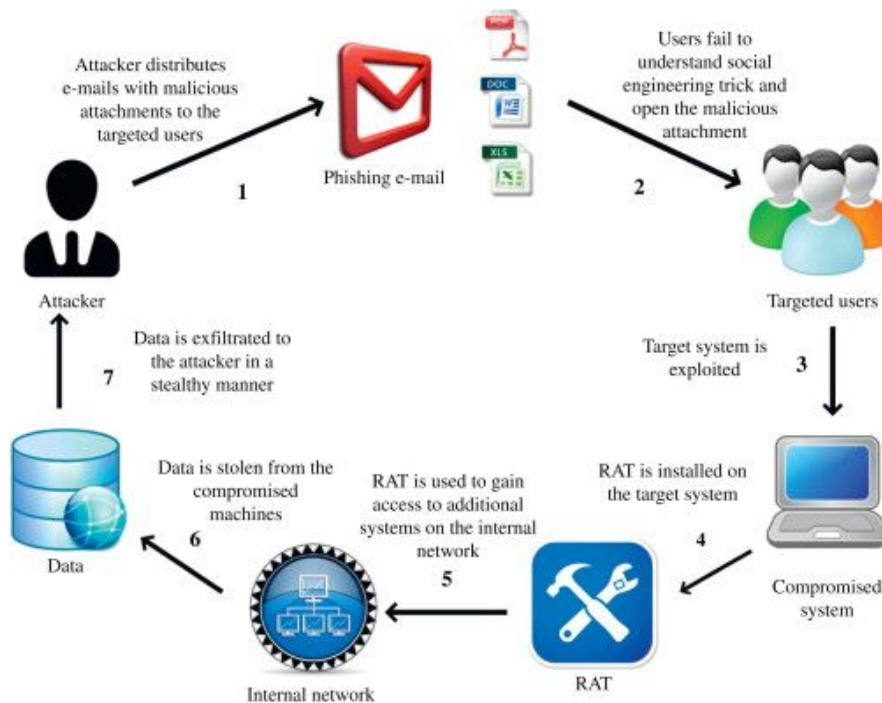 Attacker distributes
e-mails with malicious
attachments to the
targeted users
1
Attacker
Phishing e-mail
DOC
W
XLS
X
Users fail to
understand social
engineering trick and
open the malicious
attachment
2
Targeted users
Target system is
exploited
3
Compromised
system
RAT is installed on
the target system
4
RAT
RAT is used to gain
access to additional
systems on the internal
network
5
Internal network
Data is stolen from the
compromised
machines
6
Data
Data is exfiltrated to
the attacker in a
stealthy manner
7